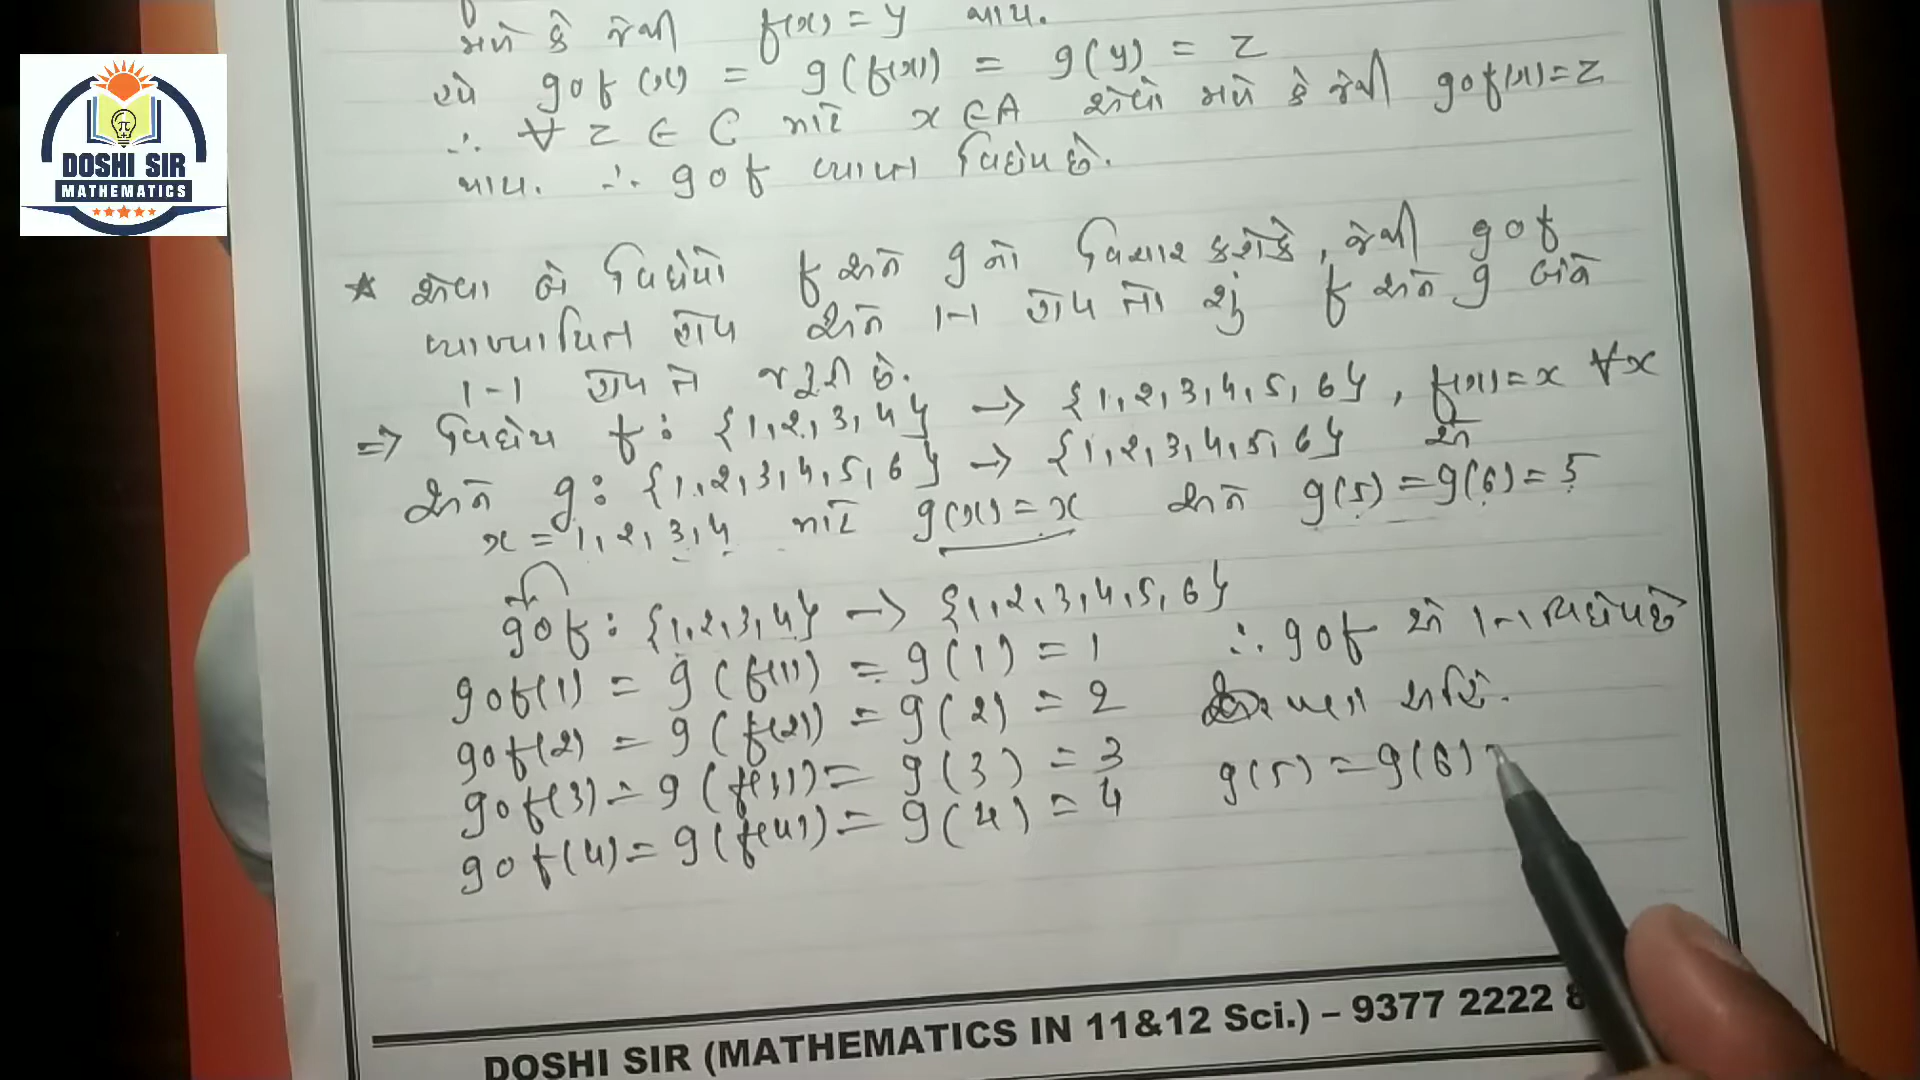 મળે કે જેથી f(x) = y થાય.
હવે gof (x) = g(f(x)) = g(y) = z
∴ ∀ z ∈ C માટે x ∈ A એવો મળે કે જેથી gof(x) = z
થાય. ∴ gof વ્યાપ્ત વિધેય છે.
* એવા બે વિધેયો f અને g નો વિચાર કરો કે, જેથી gof
વ્યાખ્યાયિત હોય અને 1-1 હોય તો શું f અને g બંને
1-1 હોય તે જરૂરી છે.
⇒ વિધેય f: {1,2,3,4} → {1,2,3,4,5,6}, f(x) = x ∀x
અને g: {1,2,3,4,5,6} → {1,2,3,4,5,6}
x = 1,2,3,4 માટે g(x) = x અને g(5) = g(6) = 5
gof: {1,2,3,4} → {1,2,3,4,5,6}
gof(1) = g(f(1)) = g(1) = 1
gof(2) = g(f(2)) = g(2) = 2
gof(3) = g(f(3)) = g(3) = 3
gof(4) = g(f(4)) = g(4) = 4
∴ gof એ 1-1 વિધેય છે
પણ અહિં.
g(5) = g(6) =
DOSHI SIR
MATHEMATICS
DOSHI SIR (MATHEMATICS IN 11&12 Sci.) – 9377 2222 8